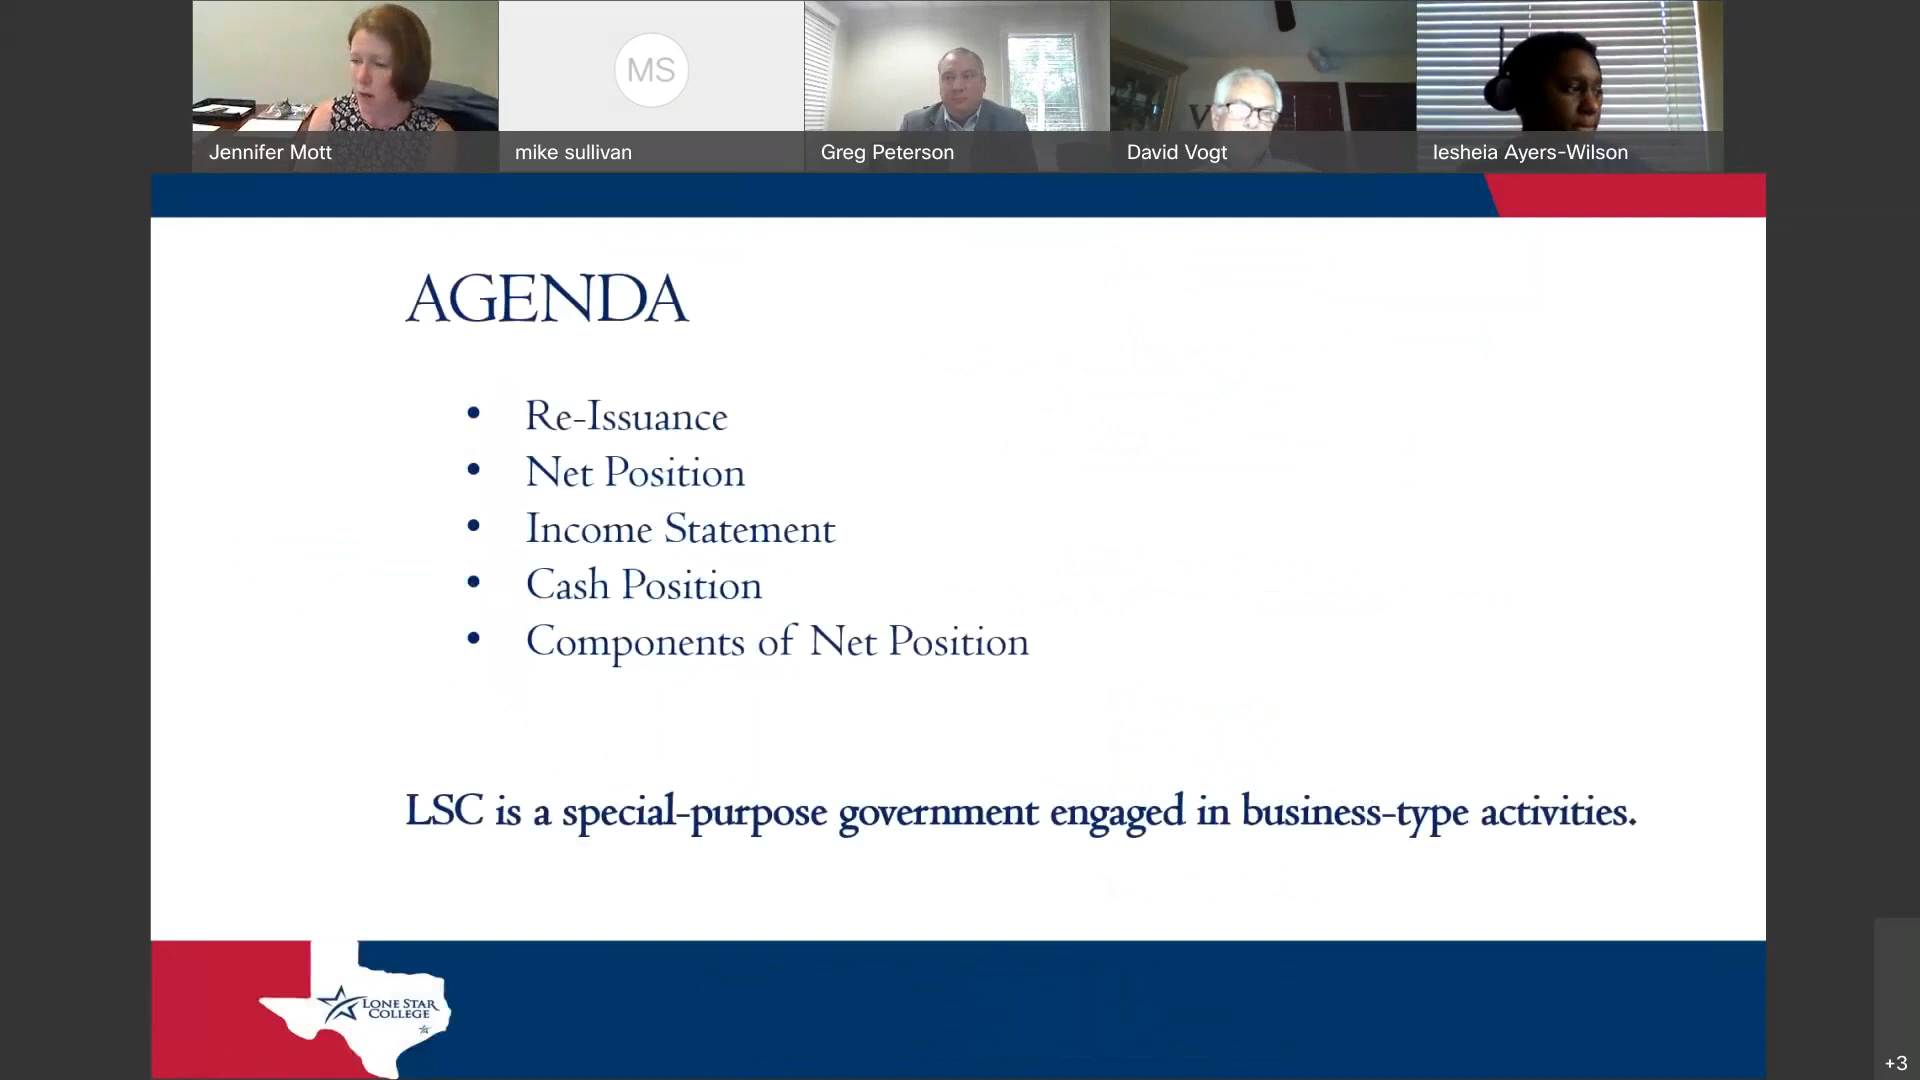 MS
Jennifer Mott
mike sullivan
Greg Peterson
David Vogt
Iesheia Ayers-Wilson
AGENDA
• Re-Issuance
• Net Position
• Income Statement
• Cash Position
• Components of Net Position
LSC is a special-purpose government engaged in business-type activities.
LONE STAR
COLLEGE
+3